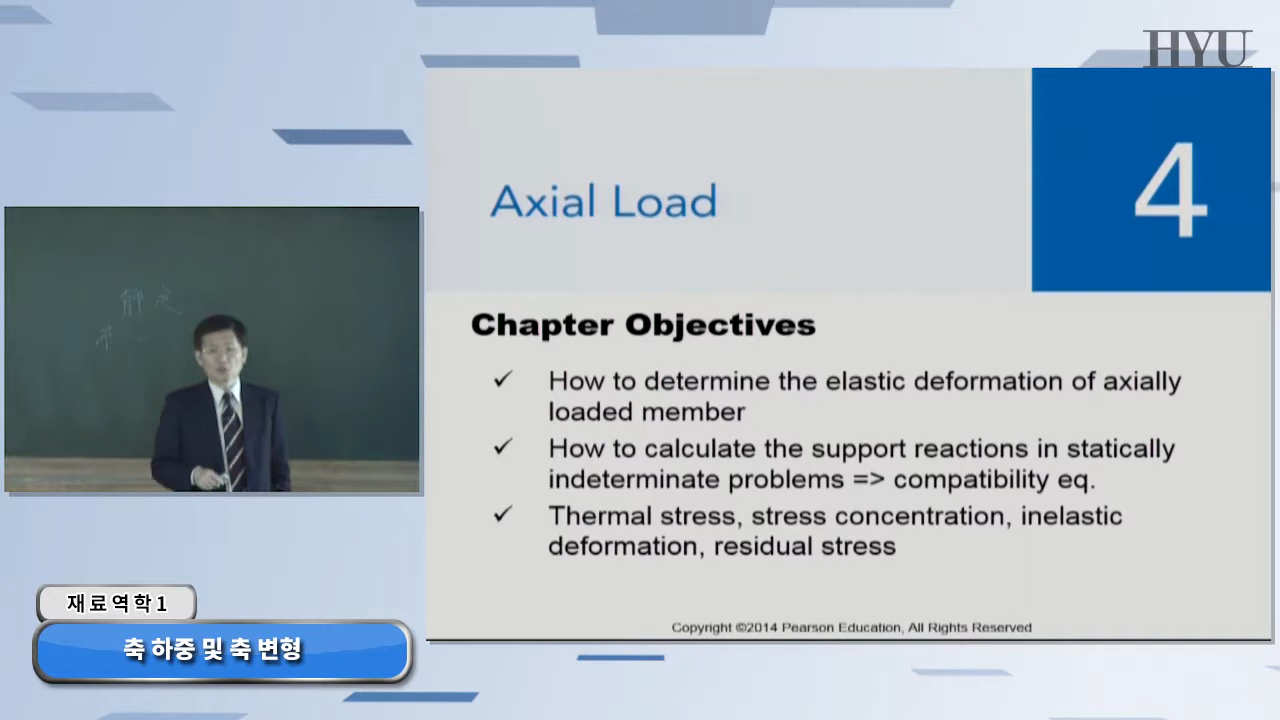 HYU
4
Axial Load
Chapter Objectives
✓ How to determine the elastic deformation of axially
loaded member
✓ How to calculate the support reactions in statically
indeterminate problems => compatibility eq.
✓ Thermal stress, stress concentration, inelastic
deformation, residual stress
Copyright ©2014 Pearson Education, All Rights Reserved
靜定
재료역학1
축 하중 및 축 변형